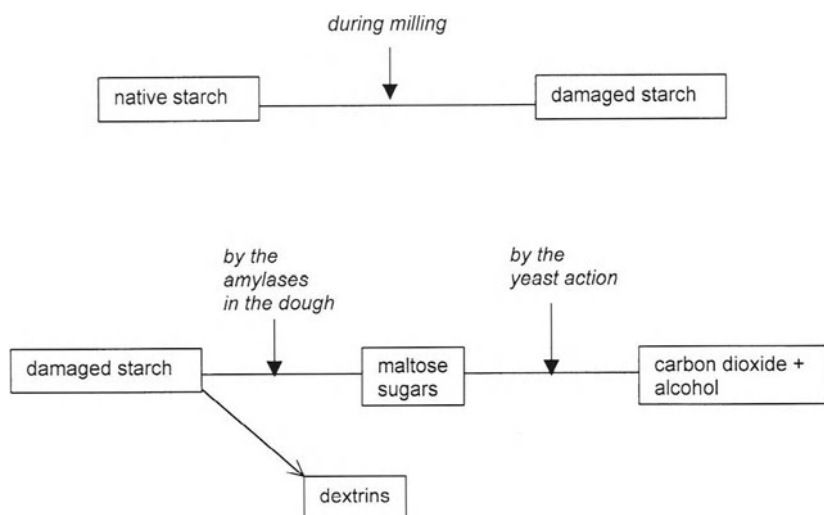 during milling
native starch
damaged starch
by the
amylases
in the dough
by the
yeast action
damaged starch
maltose
sugars
carbon dioxide +
alcohol
dextrins